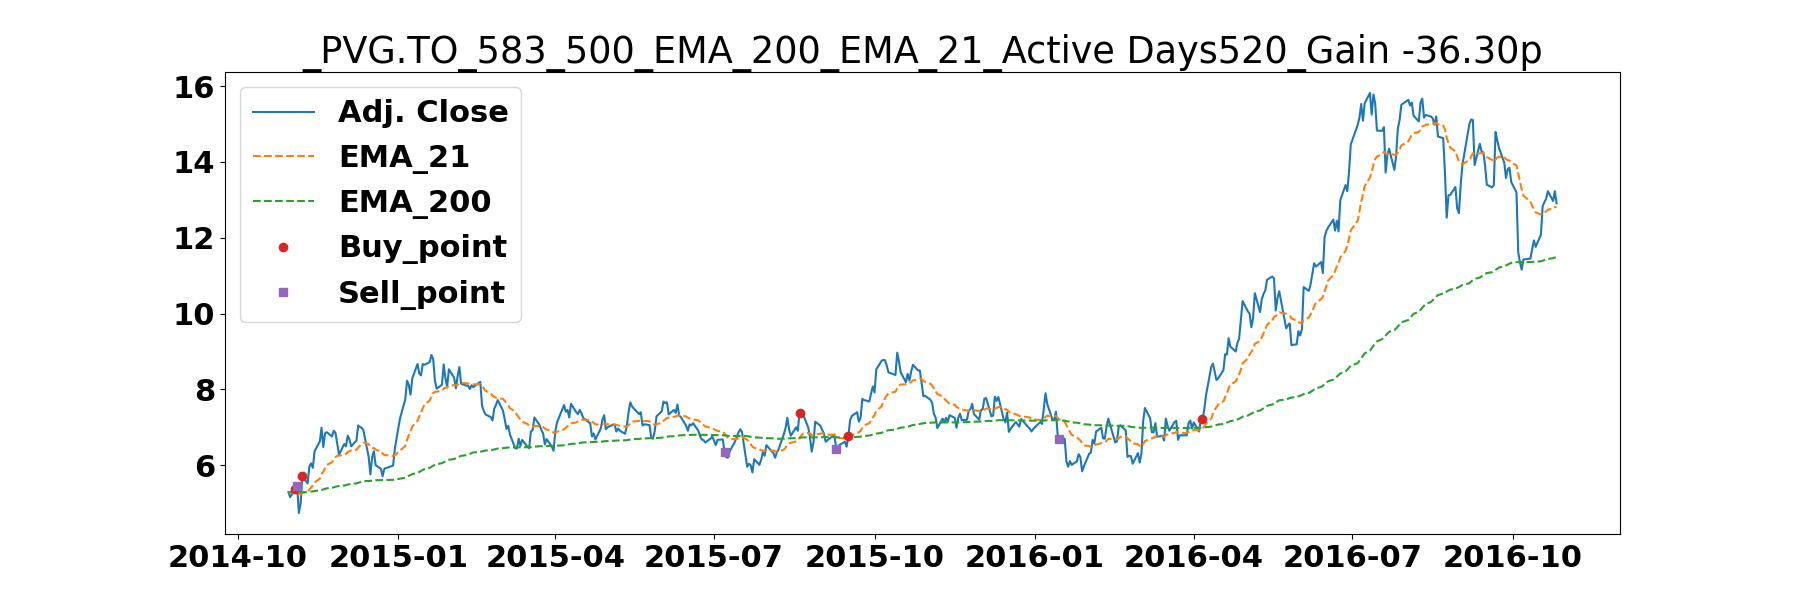 _PVG.TO_583_500_EMA_200_EMA_21_Active Days520_Gain -36.30p
16
14
12
10
8
6
Adj. Close
EMA_21
EMA_200
Buy_point
Sell_point
2014-10 2015-01 2015-04 2015-07 2015-10 2016-01 2016-04 2016-07 2016-10